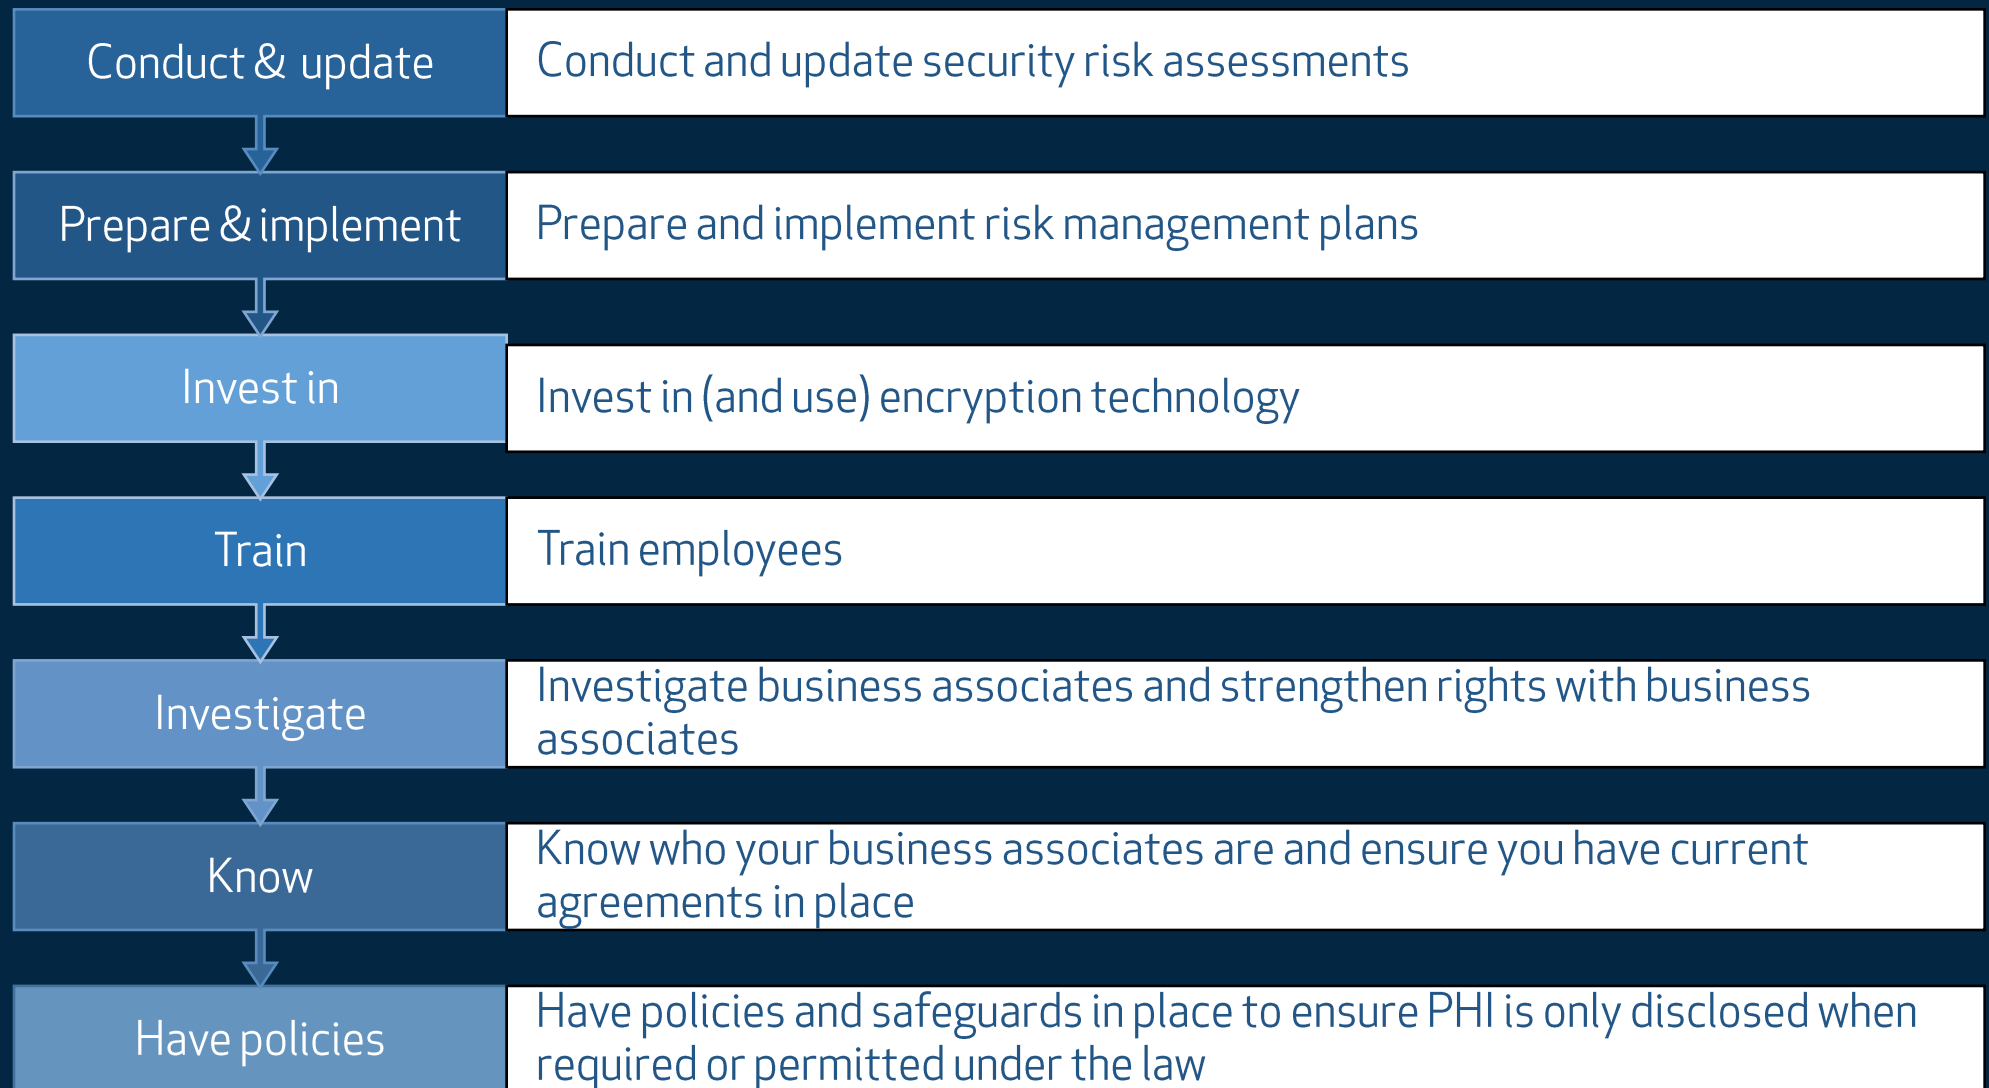 Conduct & update
Conduct and update security risk assessments
Prepare & implement
Prepare and implement risk management plans
Invest in
Invest in (and use) encryption technology
Train
Train employees
Investigate
Investigate business associates and strengthen rights with business
associates
Know
Know who your business associates are and ensure you have current
agreements in place
Have policies
Have policies and safeguards in place to ensure PHI is only disclosed when
required or permitted under the law